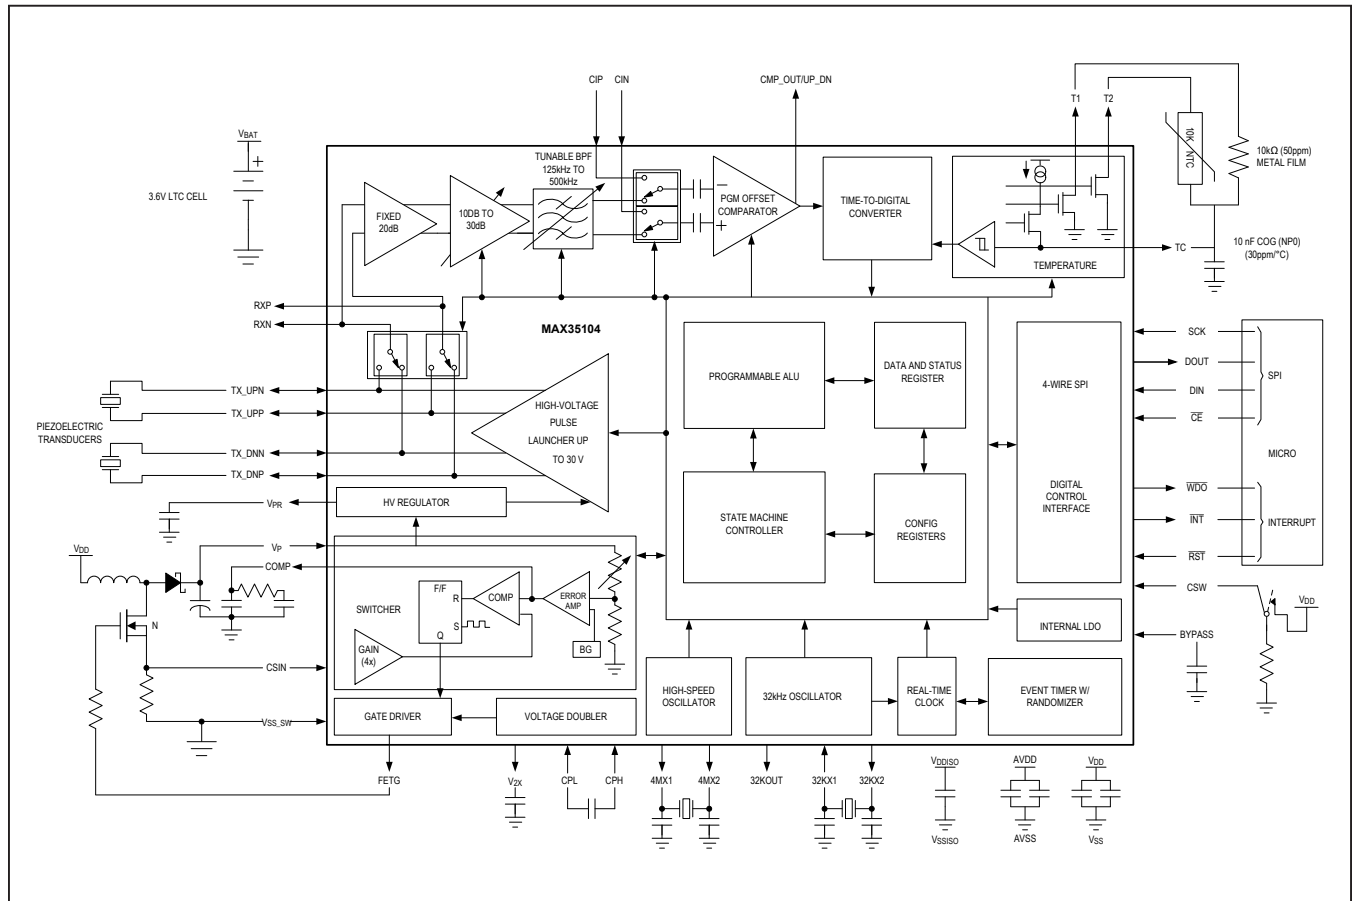 CIP
CIN
CMP_OUT/UP_DN
T1
T2
VBAT
+
3.6V LTC CELL
TUNABLE BPF
125kHz TO
500kHz
FIXED
20dB
10DB TO
30dB
−
+
PGM OFFSET
COMPARATOR
TIME-TO-DIGITAL
CONVERTER
TEMPERATURE
10K NTC
10kΩ (50ppm)
METAL FILM
TC
10 nF COG (NP0)
(30ppm/°C)
RXP
RXN
MAX35104
TX_UPN
TX_UPP
TX_DNN
TX_DNP
PIEZOELECTRIC
TRANSDUCERS
HIGH-VOLTAGE
PULSE
LAUNCHER UP
TO 30 V
PROGRAMMABLE ALU
DATA AND STATUS
REGISTER
STATE MACHINE
CONTROLLER
CONFIG
REGISTERS
4-WIRE SPI
DIGITAL
CONTROL
INTERFACE
SCK
DOUT
DIN
CE
SPI
MICRO
WDO
INT
RST
INTERRUPT
CSW
VDD
BYPASS
INTERNAL LDO
VPR
HV REGULATOR
VDD
VP
COMP
N
CSIN
VSS_SW
SWITCHER
F/F
R
S
Q
COMP
ERROR
AMP
BG
GAIN
(4x)
GATE DRIVER
VOLTAGE DOUBLER
HIGH-SPEED
OSCILLATOR
32kHz OSCILLATOR
REAL-TIME
CLOCK
EVENT TIMER W/
RANDOMIZER
FETG
V2X
CPL
CPH
4MX1
4MX2
32KOUT
32KX1
32KX2
VDDISO
VSSISO
AVDD
AVSS
VDD
VSS